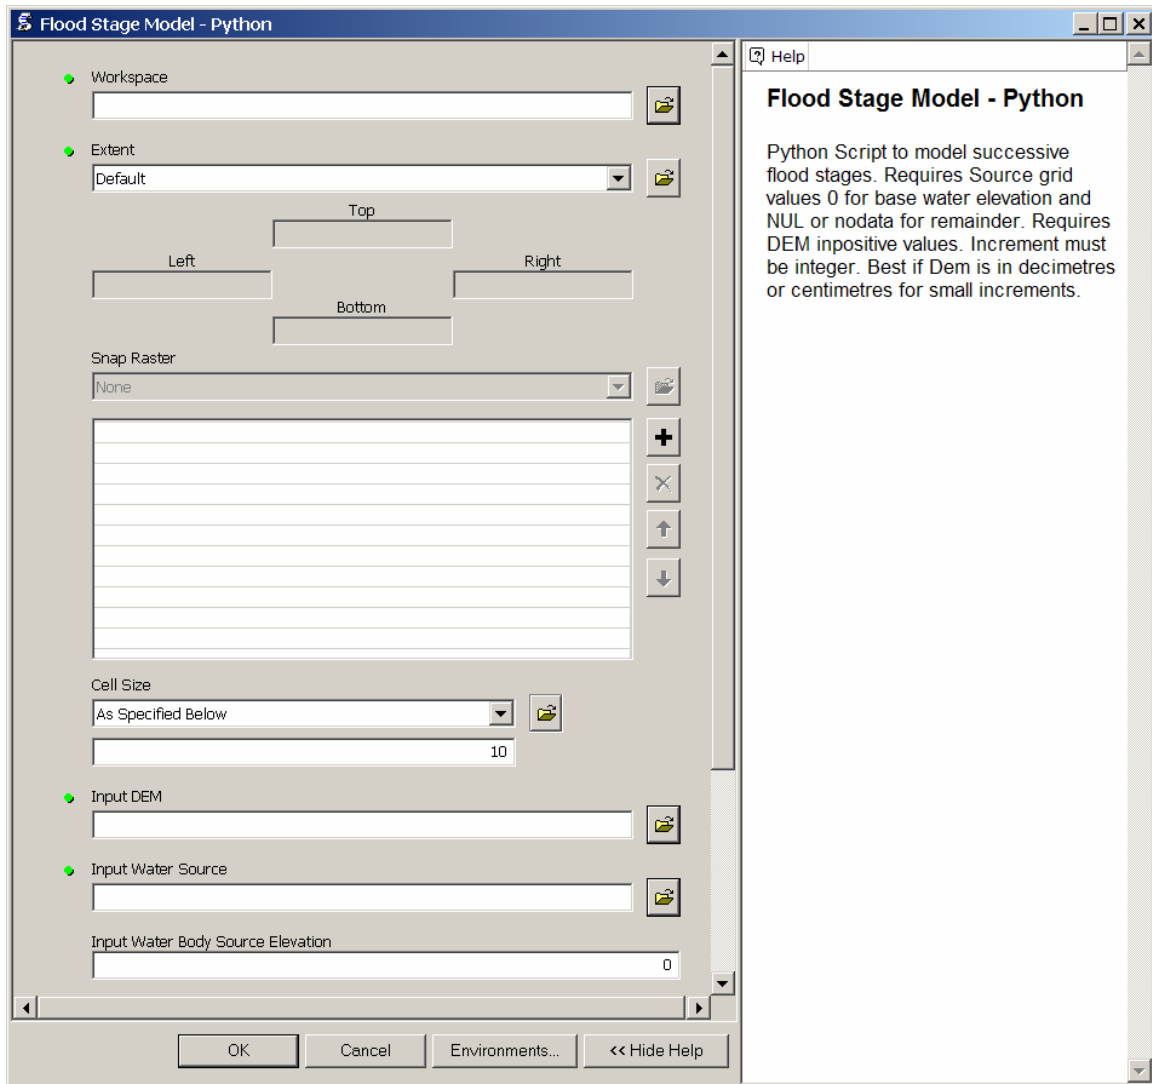 Flood Stage Model - Python
Workspace
Extent
Default
Top
Left Right
Bottom
Snap Raster
None
Cell Size
As Specified Below
10
Input DEM
Input Water Source
Input Water Body Source Elevation
0
OK Cancel Environments... << Hide Help
Help
Flood Stage Model - Python
Python Script to model successive
flood stages. Requires Source grid
values 0 for base water elevation and
NUL or nodata for remainder. Requires
DEM inpositive values. Increment must
be integer. Best if Dem is in decimetres
or centimetres for small increments.